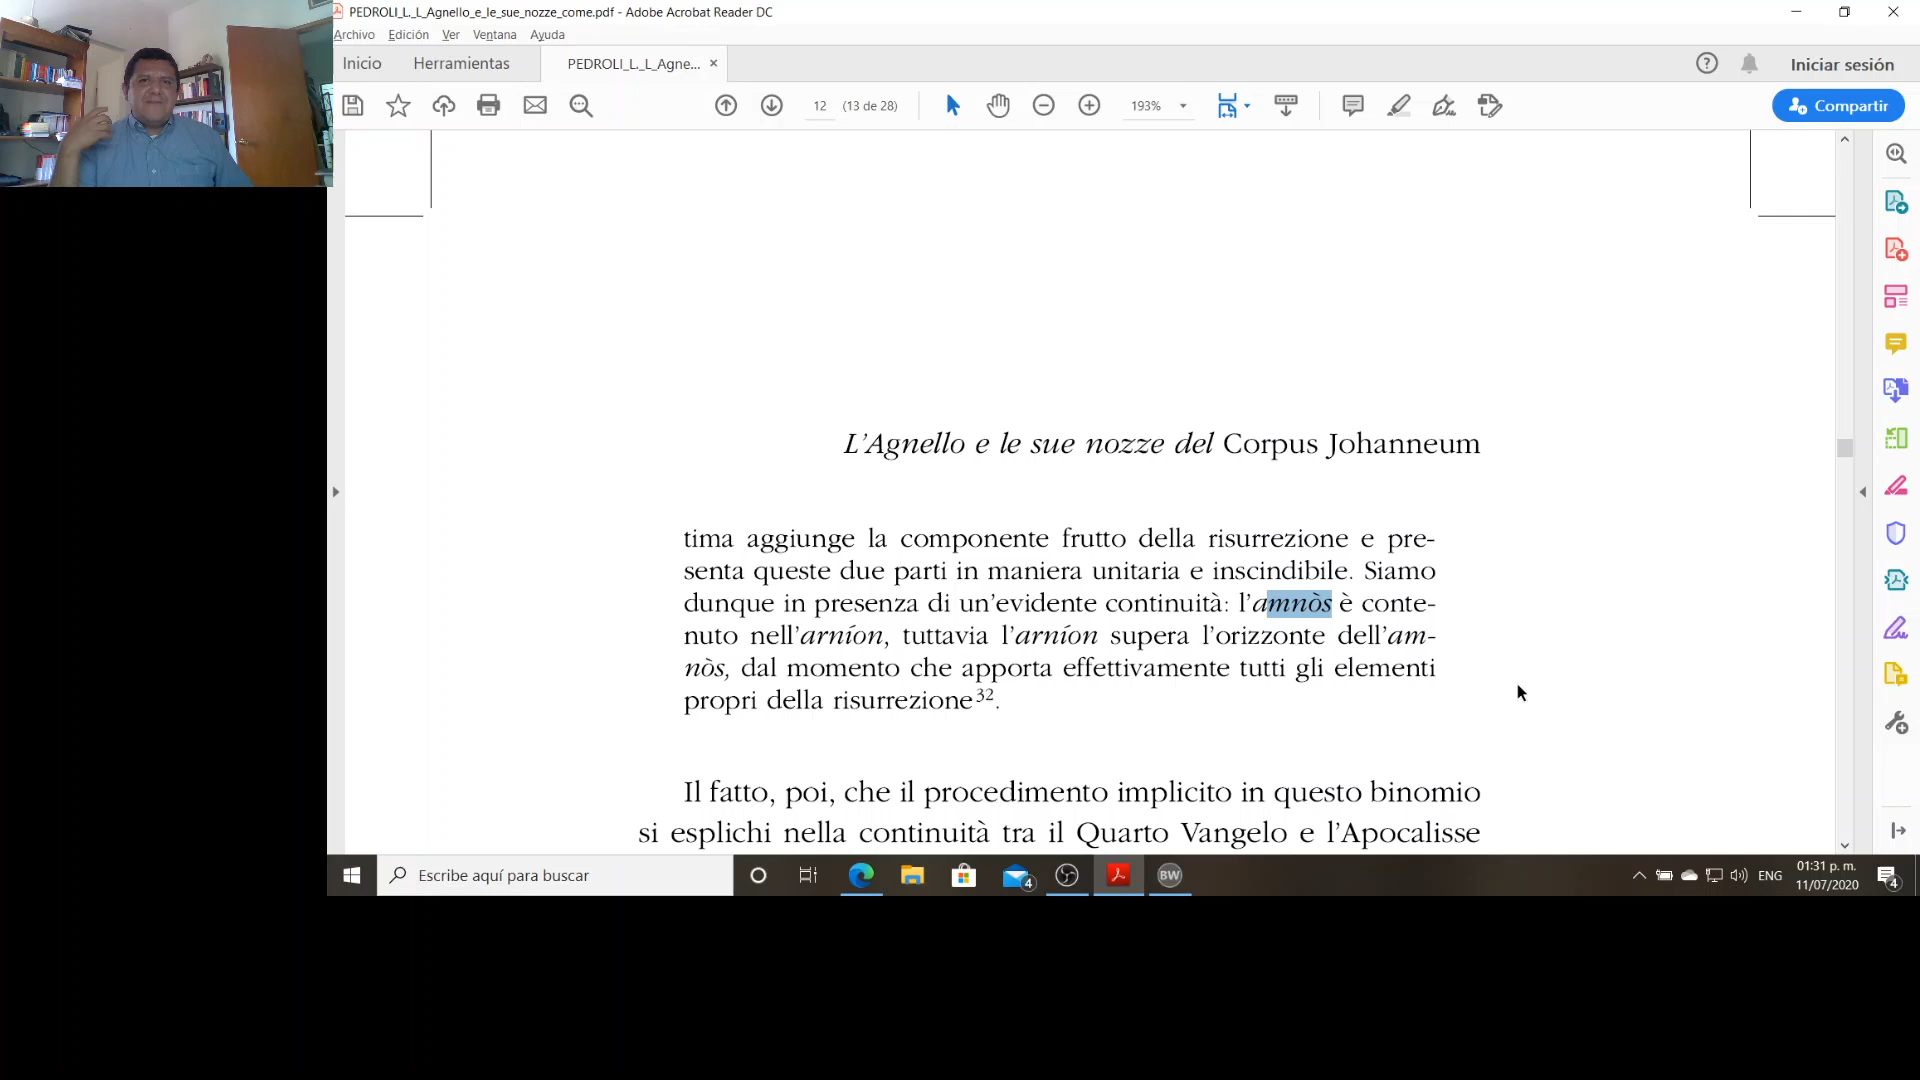 PEDROLI_L._L_Agnello_e_le_sue_nozze_come.pdf - Adobe Acrobat Reader DC
Archivo Edición Ver Ventana Ayuda
Inicio Herramientas PEDROLI_L._L_Agne... × Iniciar sesión
12 (13 de 28) 193% Compartir
L’Agnello e le sue nozze del Corpus Johanneum
tima aggiunge la componente frutto della risurrezione e pre-
senta queste due parti in maniera unitaria e inscindibile. Siamo
dunque in presenza di un’evidente continuità: l’amnòs è conte-
nuto nell’arníon, tuttavia l’arníon supera l’orizzonte dell’am-
nòs, dal momento che apporta effettivamente tutti gli elementi
propri della risurrezione32.
Il fatto, poi, che il procedimento implicito in questo binomio
si esplichi nella continuità tra il Quarto Vangelo e l’Apocalisse
Escribe aquí para buscar
4
BW
ENG
01:31 p. m.
11/07/2020
4